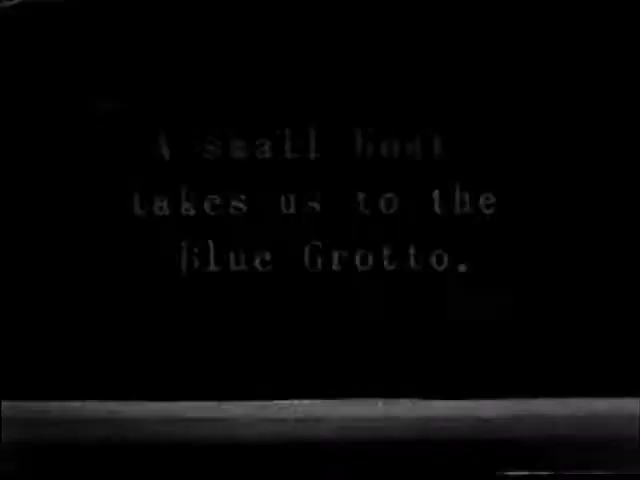 A small boat
takes us to the
Blue Grotto.